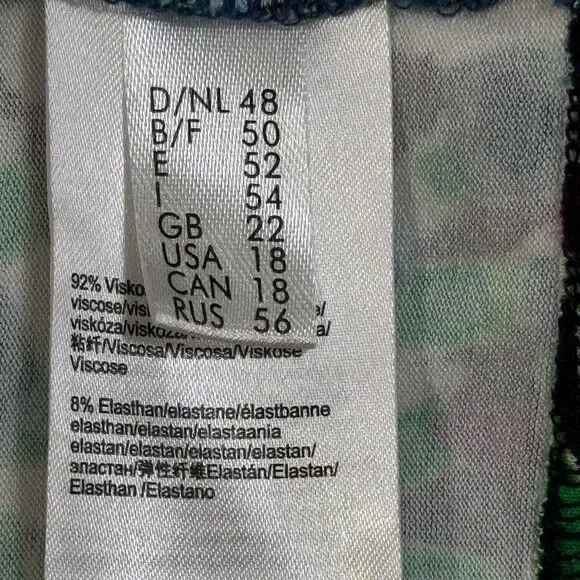 D/NL 48
B/F 50
E 52
I 54
GB 22
USA 18
CAN 18
RUS 56
92% Visko
viscose/vis
viskóza/viskoza
粘纤/Viscosa/Viscosa/Viskose
Viscose
8% Elasthan/elastane/élastbanne
elasthan/elastan/elastaania
elastan/elastan/elastan/elastan/
эластан/弹性纤维Elastán/Elastan/
Elasthan /Elastano